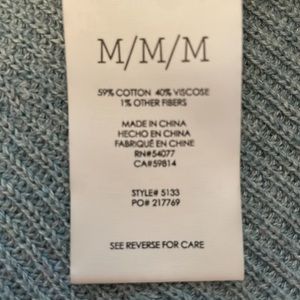 M/M/M
59% COTTON 40% VISCOSE
1% OTHER FIBERS
MADE IN CHINA
HECHO EN CHINA
FABRIQUÉ EN CHINE
RN#54077
CA#59814
STYLE# 5133
PO# 217769
SEE REVERSE FOR CARE